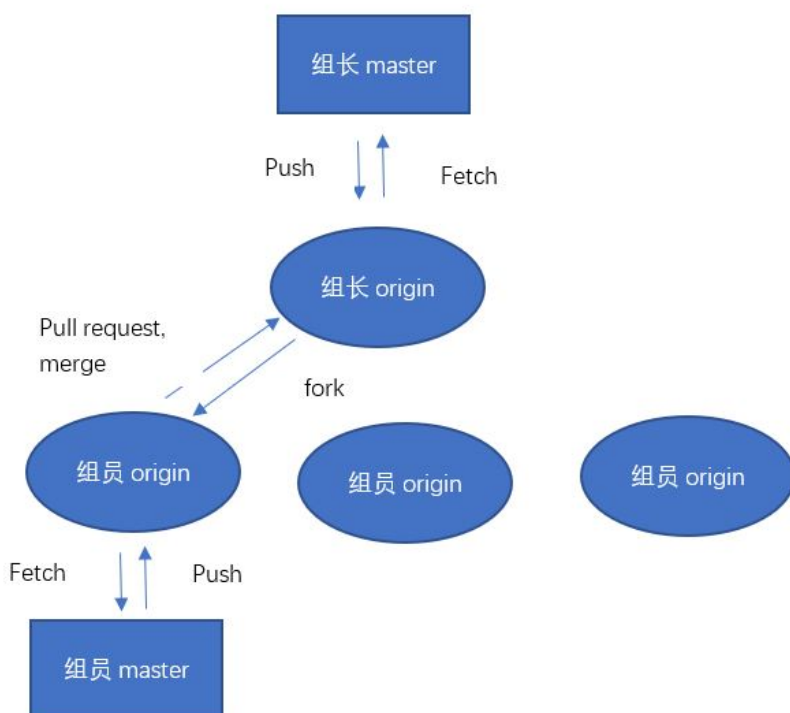 组长 master
Push
Fetch
组长 origin
Pull request,
merge
fork
组员 origin
组员 origin
组员 origin
Fetch
Push
组员 master